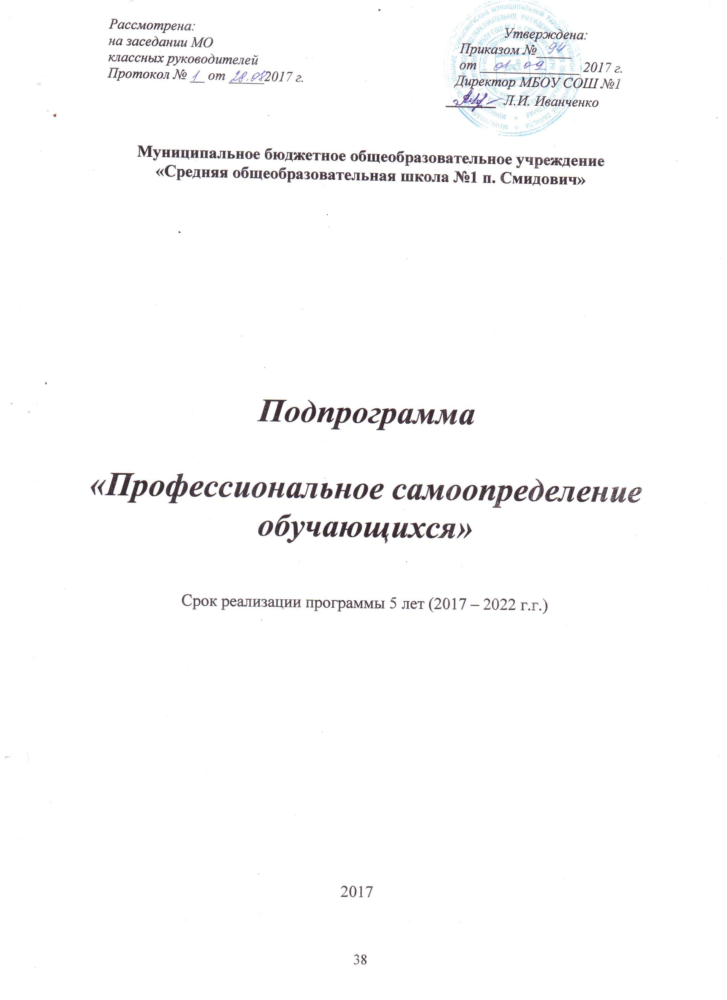 Рассмотрена:
на заседании МО
классных руководителей
Протокол № 1 от 28.08 2017 г.
Утверждена:
Приказом № 94
от 01 09 2017 г.
Директор МБОУ СОШ №1
Л.И. Иванченко
Муниципальное бюджетное общеобразовательное учреждение
«Средняя общеобразовательная школа №1 п. Смидович»
Подпрограмма
«Профессиональное самоопределение
обучающихся»
Срок реализации программы 5 лет (2017 – 2022 г.г.)
2017
38